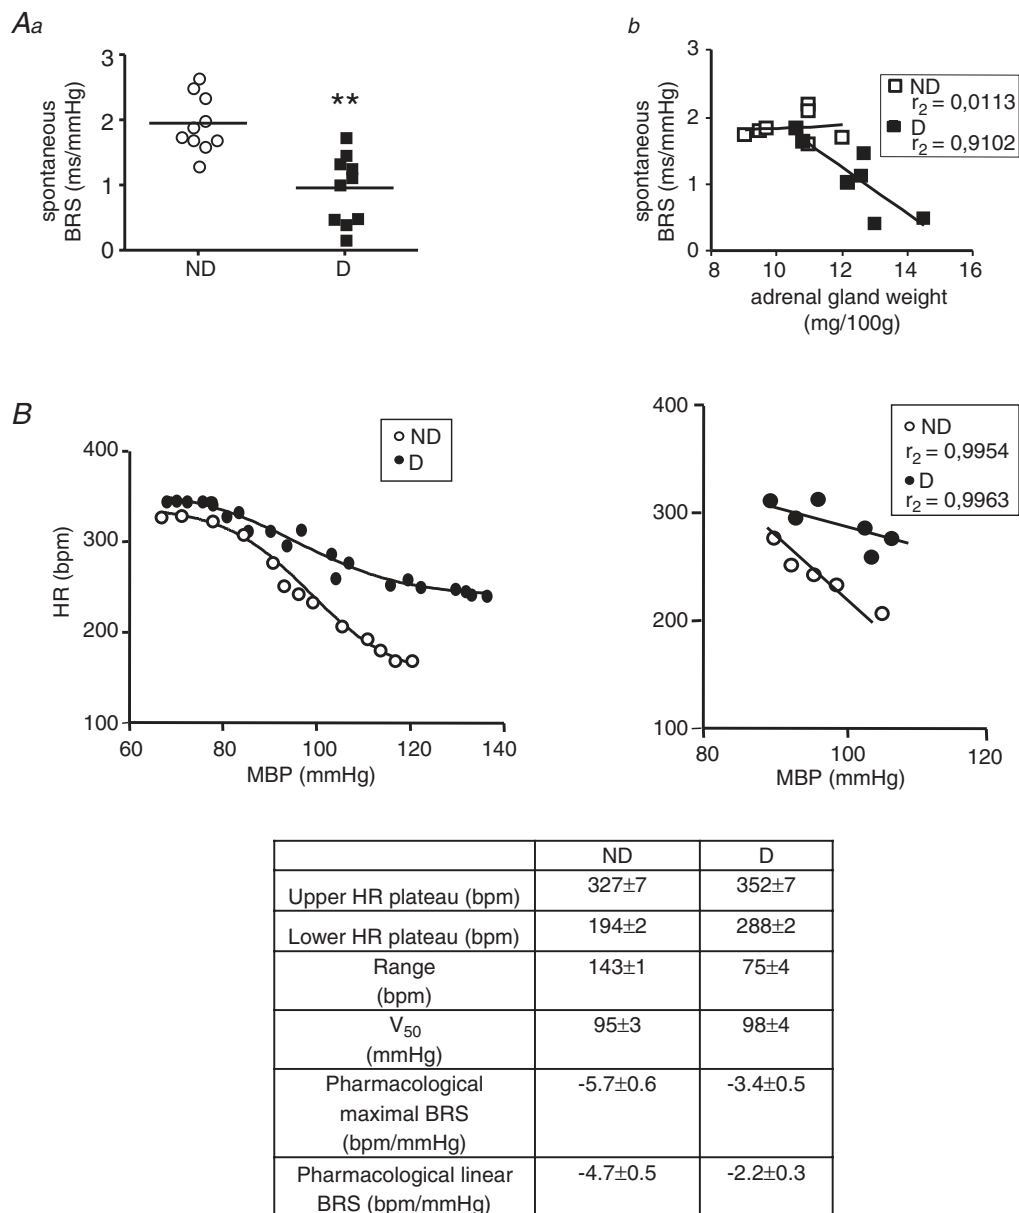 Aa
3
2
1
0
spontaneous
BRS (ms/mmHg)
**
ND
D
b
3
2
1
0
spontaneous
BRS (ms/mmHg)
8
10
12
14
16
adrenal gland weight
(mg/100g)
ND
r2 = 0,0113
D
r2 = 0,9102
B
400
300
200
100
HR (bpm)
60
80
100
120
140
MBP (mmHg)
ND
D
400
300
200
100
80
100
120
MBP (mmHg)
ND
r2 = 0,9954
D
r2 = 0,9963
ND D
Upper HR plateau (bpm) 327±7 352±7
Lower HR plateau (bpm) 194±2 288±2
Range 143±1 75±4
(bpm)
V50 95±3 98±4
(mmHg)
Pharmacological -5.7±0.6 -3.4±0.5
maximal BRS
(bpm/mmHg)
Pharmacological linear -4.7±0.5 -2.2±0.3
BRS (bpm/mmHg)